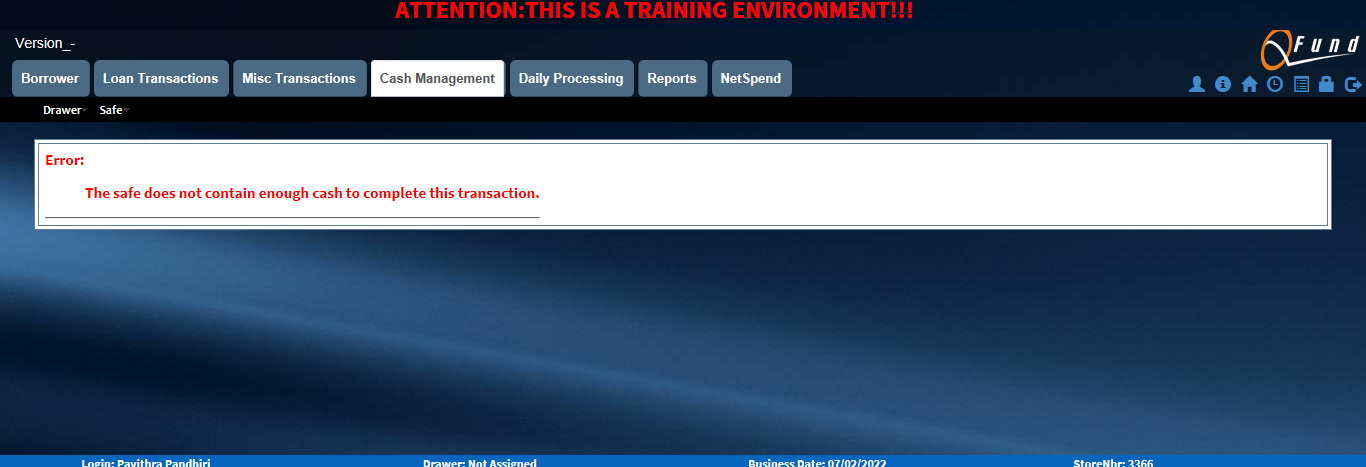 ATTENTION:THIS IS A TRAINING ENVIRONMENT!!!
Version_-
QFund
Borrower Loan Transactions Misc Transactions Cash Management Daily Processing Reports NetSpend
Drawer Safe
Error:
The safe does not contain enough cash to complete this transaction.
Login: Pavithra Pandhiri Drawer: Not Assigned Business Date: 07/02/2022 StoreNbr: 3366